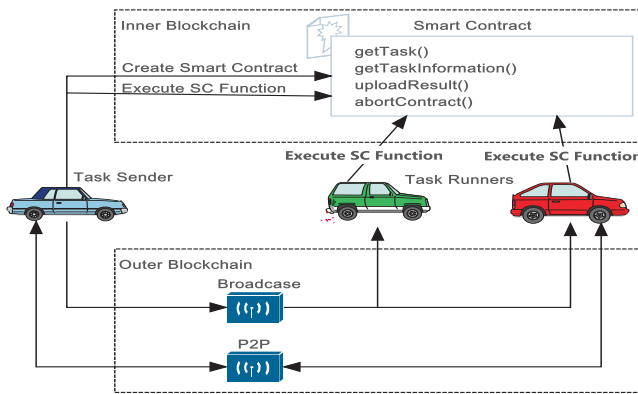 Inner Blockchain
Smart Contract
getTask()
getTaskInformation()
uploadResult()
abortContract()
Create Smart Contract
Execute SC Function
Execute SC Function
Execute SC Function
Task Sender
Task Runners
Outer Blockchain
Broadcase
P2P